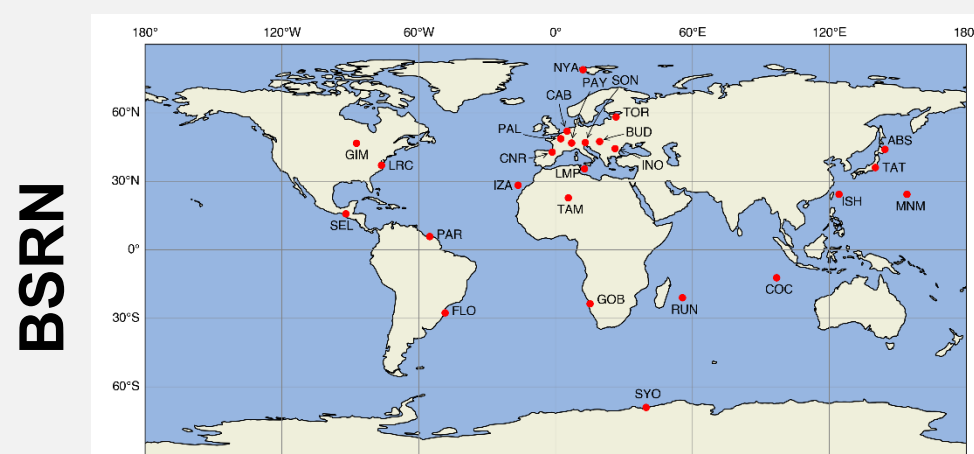 BSRN
180° 120°W 60°W 0° 60°E 120°E 180
60°N
30°N
0°
30°S
60°S
NYA
PAY SON
CAB
TOR
PAL
BUD
CNR
INO
LMP
GIM
LRC
IZA
TAM
SEL
PAR
FLO
GOB
RUN
COC
ABS
TAT
ISH
MNM
SYO